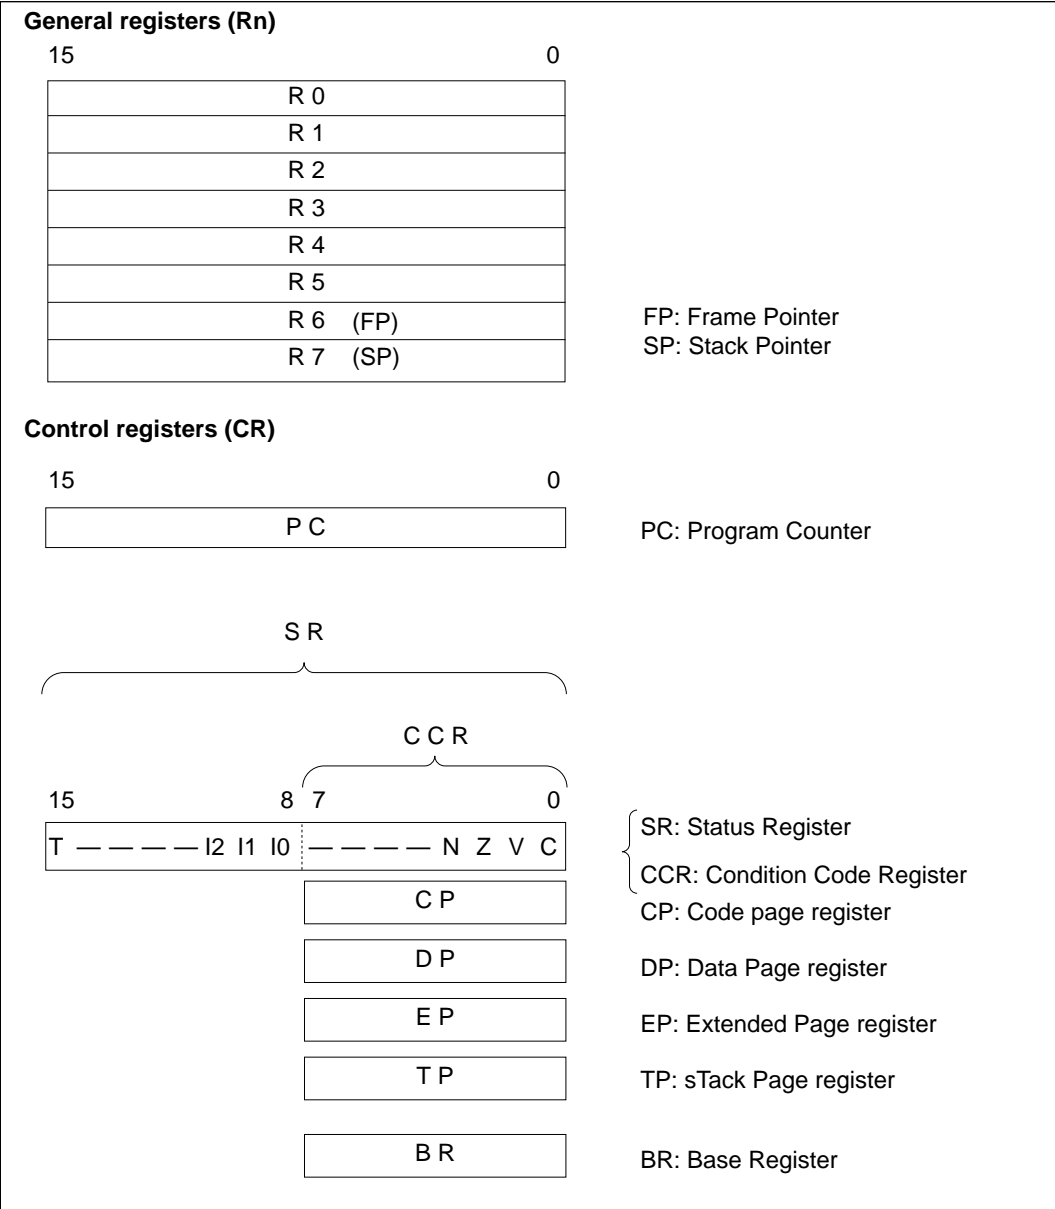 General registers (Rn)
15 0
R 0
R 1
R 2
R 3
R 4
R 5
R 6 (FP) FP: Frame Pointer
R 7 (SP) SP: Stack Pointer
Control registers (CR)
15 0
P C PC: Program Counter
S R
C C R
15 8 7 0
T — — — — I2 I1 I0 — — — — N Z V C
SR: Status Register
CCR: Condition Code Register
C P CP: Code page register
D P DP: Data Page register
E P EP: Extended Page register
T P TP: sTack Page register
B R BR: Base Register